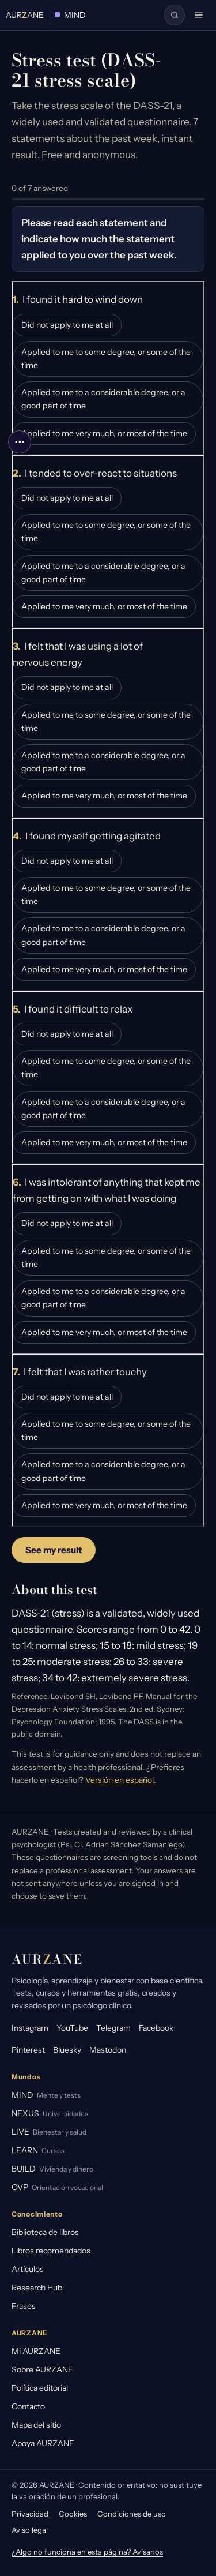 AURZANE MIND
Stress test (DASS-
21 stress scale)
Take the stress scale of the DASS-21, a
widely used and validated questionnaire. 7
statements about the past week, instant
result. Free and anonymous.
0 of 7 answered
Please read each statement and
indicate how much the statement
applied to you over the past week.
1. I found it hard to wind down
Did not apply to me at all
Applied to me to some degree, or some of the
time
Applied to me to a considerable degree, or a
good part of time
Applied to me very much, or most of the time
2. I tended to over-react to situations
Did not apply to me at all
Applied to me to some degree, or some of the
time
Applied to me to a considerable degree, or a
good part of time
Applied to me very much, or most of the time
3. I felt that I was using a lot of
nervous energy
Did not apply to me at all
Applied to me to some degree, or some of the
time
Applied to me to a considerable degree, or a
good part of time
Applied to me very much, or most of the time
4. I found myself getting agitated
Did not apply to me at all
Applied to me to some degree, or some of the
time
Applied to me to a considerable degree, or a
good part of time
Applied to me very much, or most of the time
5. I found it difficult to relax
Did not apply to me at all
Applied to me to some degree, or some of the
time
Applied to me to a considerable degree, or a
good part of time
Applied to me very much, or most of the time
6. I was intolerant of anything that kept me
from getting on with what I was doing
Did not apply to me at all
Applied to me to some degree, or some of the
time
Applied to me to a considerable degree, or a
good part of time
Applied to me very much, or most of the time
7. I felt that I was rather touchy
Did not apply to me at all
Applied to me to some degree, or some of the
time
Applied to me to a considerable degree, or a
good part of time
Applied to me very much, or most of the time
See my result
About this test
DASS-21 (stress) is a validated, widely used
questionnaire. Scores range from 0 to 42. 0
to 14: normal stress; 15 to 18: mild stress; 19
to 25: moderate stress; 26 to 33: severe
stress; 34 to 42: extremely severe stress.
Reference: Lovibond SH, Lovibond PF. Manual for the
Depression Anxiety Stress Scales. 2nd ed. Sydney:
Psychology Foundation; 1995. The DASS is in the
public domain.
This test is for guidance only and does not replace an
assessment by a health professional. ¿Prefieres
hacerlo en español? Versión en español.
AURZANE · Tests created and reviewed by a clinical
psychologist (Psi. Cl. Adrian Sánchez Samaniego).
These questionnaires are screening tools and do not
replace a professional assessment. Your answers are
not sent anywhere unless you are signed in and
choose to save them.
AURZANE
Psicología, aprendizaje y bienestar con base científica.
Tests, cursos y herramientas gratis, creados y
revisados por un psicólogo clínico.
Instagram YouTube Telegram Facebook
Pinterest Bluesky Mastodon
Mundos
MIND Mente y tests
NEXUS Universidades
LIVE Bienestar y salud
LEARN Cursos
BUILD Vivienda y dinero
OVP Orientación vocacional
Conocimiento
Biblioteca de libros
Libros recomendados
Artículos
Research Hub
Frases
AURZANE
Mi AURZANE
Sobre AURZANE
Política editorial
Contacto
Mapa del sitio
Apoya AURZANE
© 2026 AURZANE · Contenido orientativo: no sustituye
la valoración de un profesional.
Privacidad Cookies Condiciones de uso
Aviso legal
¿Algo no funciona en esta página? Avísanos